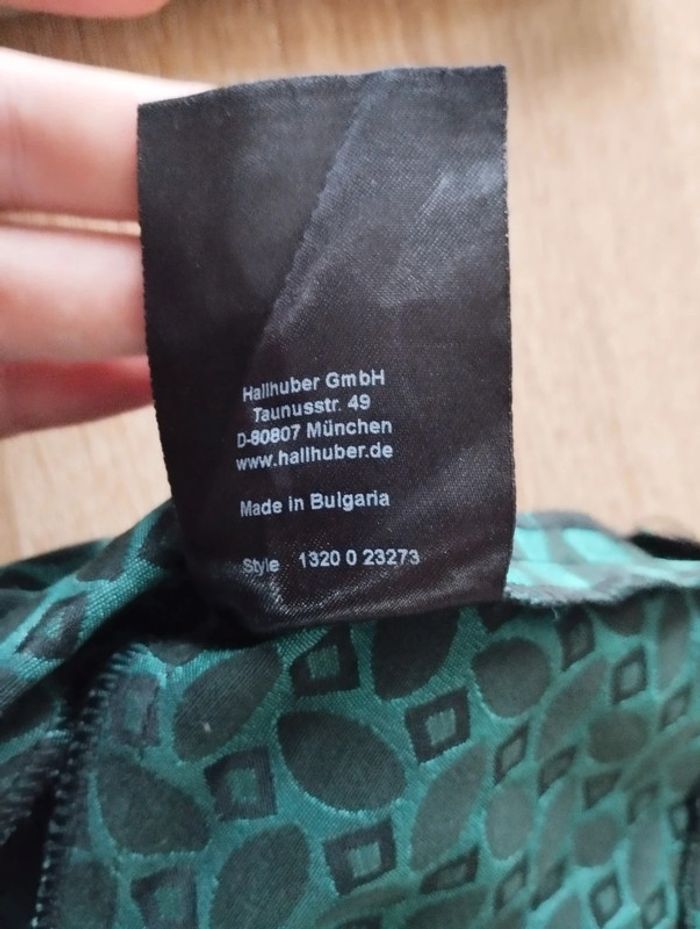 Hallhuber GmbH
Taunusstr. 49
D-80807 München
www.hallhuber.de
Made in Bulgaria
Style 1320 0 23273